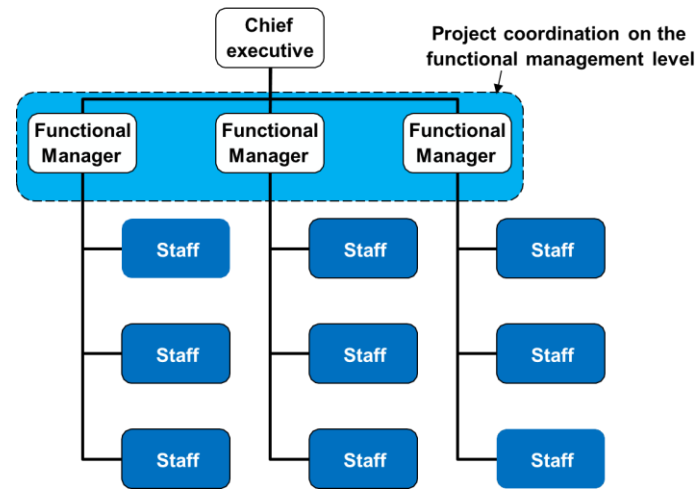 Chief
executive
Project coordination on the
functional management level
Functional
Manager
Functional
Manager
Functional
Manager
Staff
Staff
Staff
Staff
Staff
Staff
Staff
Staff
Staff